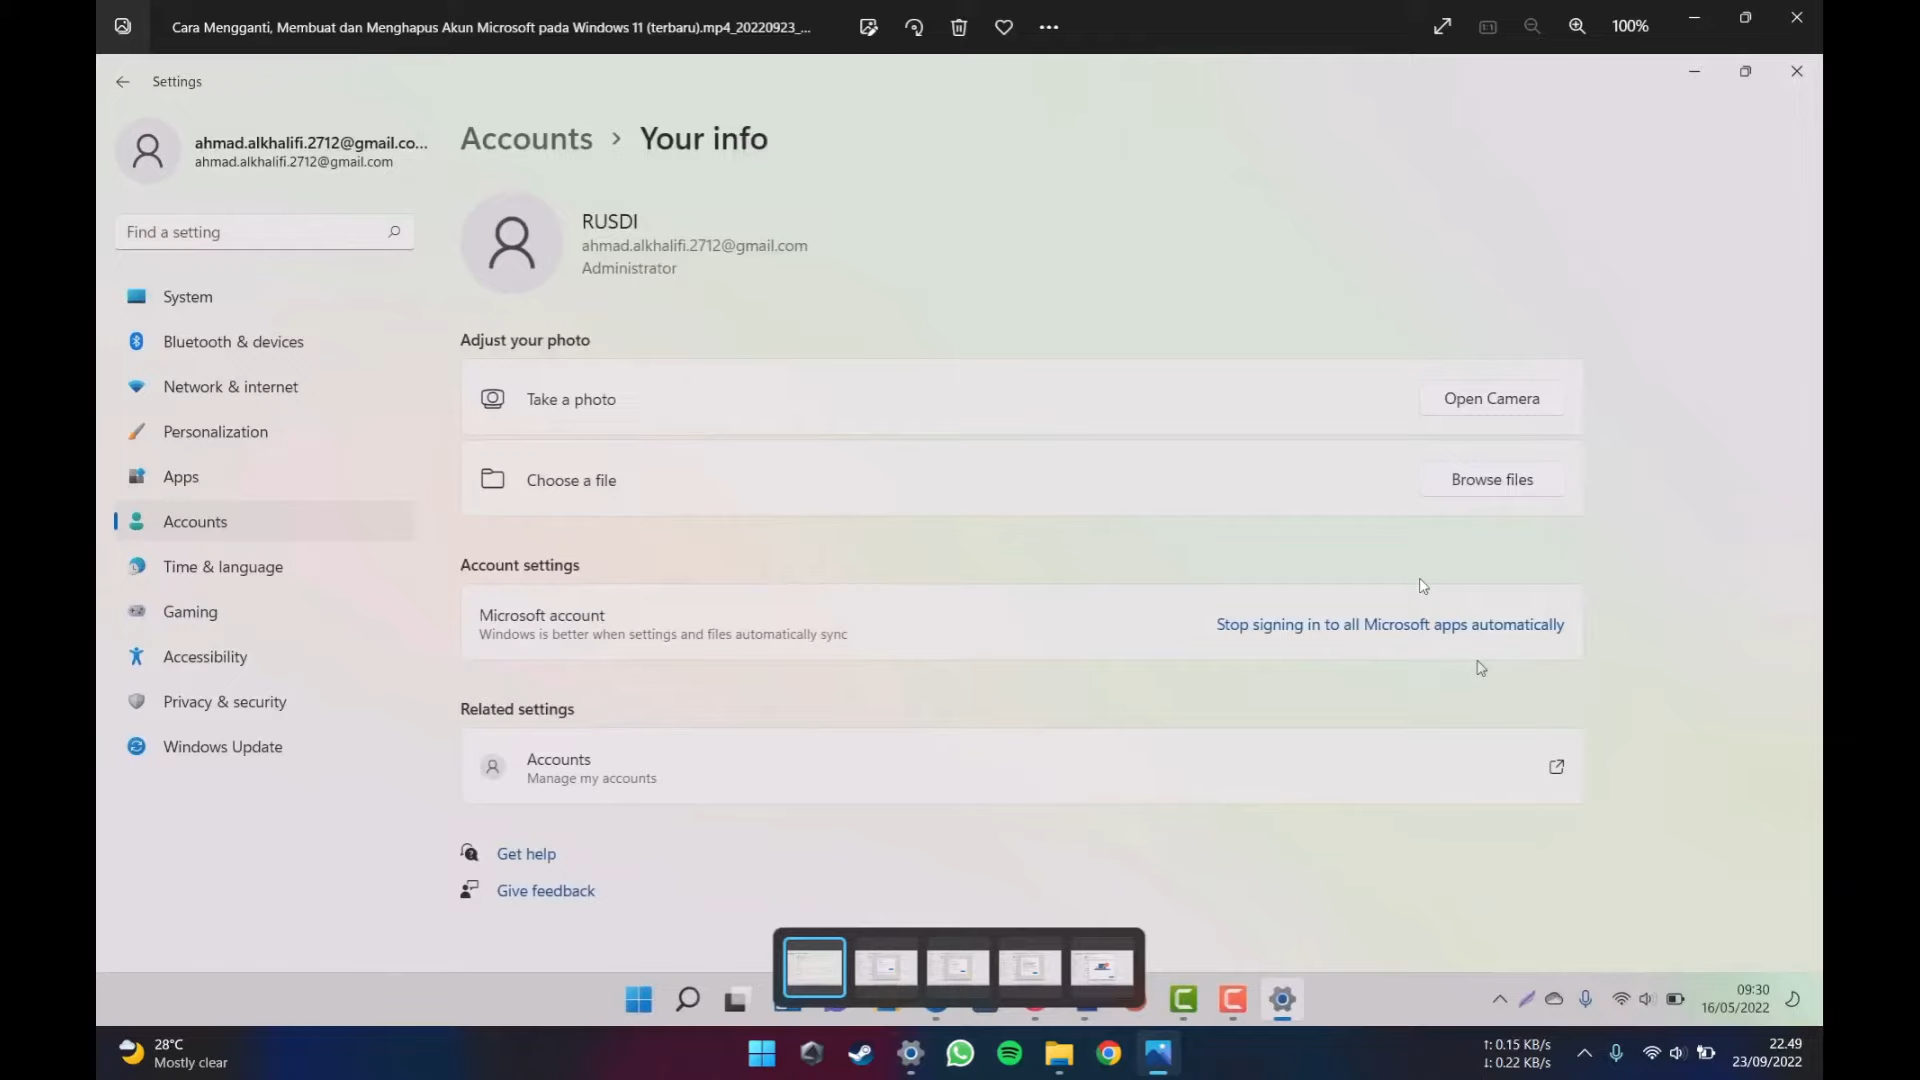 Cara Mengganti, Membuat dan Menghapus Akun Microsoft pada Windows 11 (terbaru).mp4_20220923_...
100%
Settings
ahmad.alkhalifi.2712@gmail.co...
ahmad.alkhalifi.2712@gmail.com
Find a setting
System
Bluetooth & devices
Network & internet
Personalization
Apps
Accounts
Time & language
Gaming
Accessibility
Privacy & security
Windows Update
Accounts > Your info
RUSDI
ahmad.alkhalifi.2712@gmail.com
Administrator
Adjust your photo
Take a photo
Open Camera
Choose a file
Browse files
Account settings
Microsoft account
Windows is better when settings and files automatically sync
Stop signing in to all Microsoft apps automatically
Related settings
Accounts
Manage my accounts
Get help
Give feedback
09:30
16/05/2022
28°C
Mostly clear
↑: 0.15 KB/s
↓: 0.22 KB/s
22.49
23/09/2022